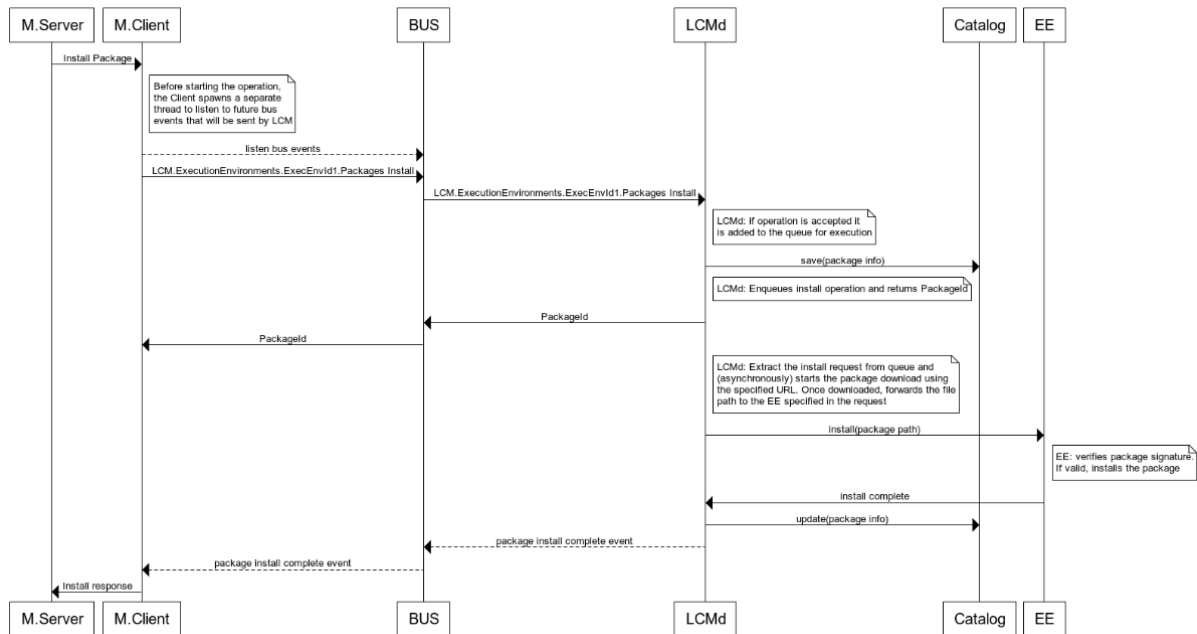 M.Server M.Client BUS LCMd Catalog EE
Install Package
Before starting the operation,
the Client spawns a separate
thread to listen to future bus
events that will be sent by LCM
listen bus events
LCM.ExecutionEnvironments.ExecEnvId1.Packages Install
LCM.ExecutionEnvironments.ExecEnvId1.Packages Install
LCMd: if operation is accepted it
is added to the queue for execution
save(package info)
LCMd: Enqueues install operation and returns PackageId
PackageId
PackageId
LCMd: Extract the install request from queue and
(asynchronously) starts the package download using
the specified URL. Once downloaded, forwards the file
path to the EE specified in the request
install(package path)
EE: verifies package signature.
If valid, installs the package
install complete
update(package info)
package install complete event
package install complete event
Install response
M.Server M.Client BUS LCMd Catalog EE